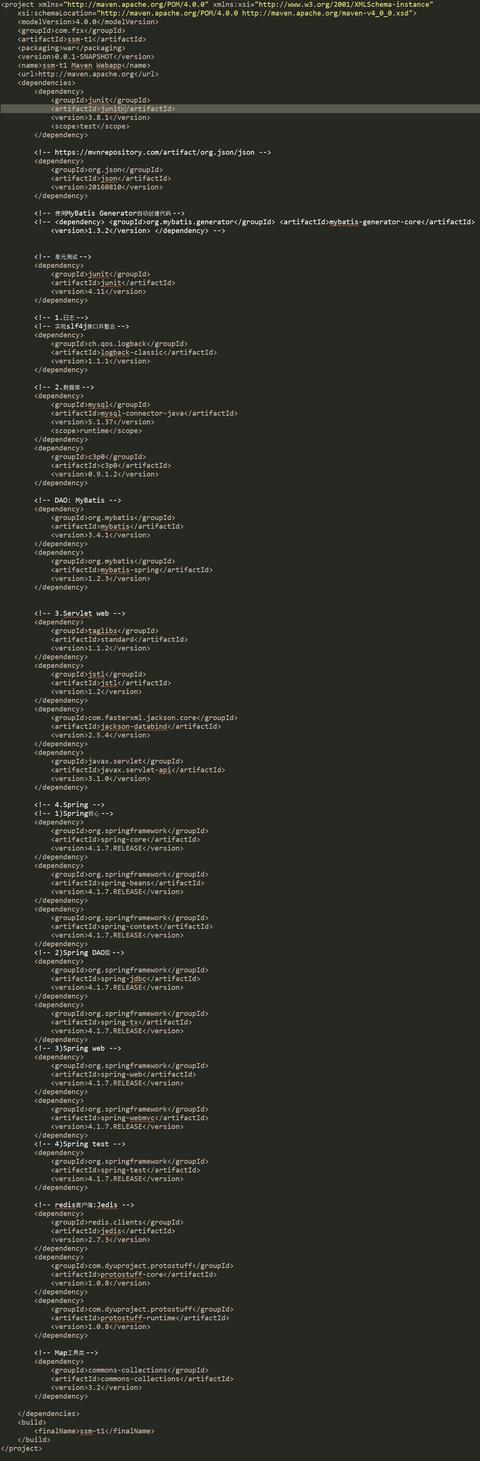 <project xmlns="http://maven.apache.org/POM/4.0.0" xmlns:xsi="http://www.w3.org/2001/XMLSchema-instance"
xsi:schemaLocation="http://maven.apache.org/POM/4.0.0 http://maven.apache.org/maven-v4_0_0.xsd">
<modelVersion>4.0.0</modelVersion>
<groupId>com.fzx</groupId>
<artifactId>ssm-t1</artifactId>
<packaging>war</packaging>
<version>0.0.1-SNAPSHOT</version>
<name>ssm-t1 Maven Webapp</name>
<url>http://maven.apache.org</url>
<dependencies>
<dependency>
<groupId>junit</groupId>
<artifactId>junit</artifactId>
<version>3.8.1</version>
<scope>test</scope>
</dependency>
<!-- https://mvnrepository.com/artifact/org.json/json -->
<dependency>
<groupId>org.json</groupId>
<artifactId>json</artifactId>
<version>20160810</version>
</dependency>
<!-- 使用MyBatis Generator自动创建代码 -->
<!-- <dependency> <groupId>org.mybatis.generator</groupId> <artifactId>mybatis-generator-core</artifactId>
<version>1.3.2</version> </dependency> -->
<!-- 单元测试 -->
<dependency>
<groupId>junit</groupId>
<artifactId>junit</artifactId>
<version>4.11</version>
</dependency>
<!-- 1.日志 -->
<!-- 实现slf4j接口并整合 -->
<dependency>
<groupId>ch.qos.logback</groupId>
<artifactId>logback-classic</artifactId>
<version>1.1.1</version>
</dependency>
<!-- 2.数据库 -->
<dependency>
<groupId>mysql</groupId>
<artifactId>mysql-connector-java</artifactId>
<version>5.1.37</version>
<scope>runtime</scope>
</dependency>
<dependency>
<groupId>c3p0</groupId>
<artifactId>c3p0</artifactId>
<version>0.9.1.2</version>
</dependency>
<!-- DAO: MyBatis -->
<dependency>
<groupId>org.mybatis</groupId>
<artifactId>mybatis</artifactId>
<version>3.4.1</version>
</dependency>
<dependency>
<groupId>org.mybatis</groupId>
<artifactId>mybatis-spring</artifactId>
<version>1.2.3</version>
</dependency>
<!-- 3.Servlet web -->
<dependency>
<groupId>taglibs</groupId>
<artifactId>standard</artifactId>
<version>1.1.2</version>
</dependency>
<dependency>
<groupId>jstl</groupId>
<artifactId>jstl</artifactId>
<version>1.2</version>
</dependency>
<dependency>
<groupId>com.fasterxml.jackson.core</groupId>
<artifactId>jackson-databind</artifactId>
<version>2.5.4</version>
</dependency>
<dependency>
<groupId>javax.servlet</groupId>
<artifactId>javax.servlet-api</artifactId>
<version>3.1.0</version>
</dependency>
<!-- 4.Spring -->
<!-- 1)Spring核心 -->
<dependency>
<groupId>org.springframework</groupId>
<artifactId>spring-core</artifactId>
<version>4.1.7.RELEASE</version>
</dependency>
<dependency>
<groupId>org.springframework</groupId>
<artifactId>spring-beans</artifactId>
<version>4.1.7.RELEASE</version>
</dependency>
<dependency>
<groupId>org.springframework</groupId>
<artifactId>spring-context</artifactId>
<version>4.1.7.RELEASE</version>
</dependency>
<!-- 2)Spring DAO层 -->
<dependency>
<groupId>org.springframework</groupId>
<artifactId>spring-jdbc</artifactId>
<version>4.1.7.RELEASE</version>
</dependency>
<dependency>
<groupId>org.springframework</groupId>
<artifactId>spring-tx</artifactId>
<version>4.1.7.RELEASE</version>
</dependency>
<!-- 3)Spring web -->
<dependency>
<groupId>org.springframework</groupId>
<artifactId>spring-web</artifactId>
<version>4.1.7.RELEASE</version>
</dependency>
<dependency>
<groupId>org.springframework</groupId>
<artifactId>spring-webmvc</artifactId>
<version>4.1.7.RELEASE</version>
</dependency>
<!-- 4)Spring test -->
<dependency>
<groupId>org.springframework</groupId>
<artifactId>spring-test</artifactId>
<version>4.1.7.RELEASE</version>
</dependency>
<!-- redis客户端:Jedis -->
<dependency>
<groupId>redis.clients</groupId>
<artifactId>jedis</artifactId>
<version>2.7.3</version>
</dependency>
<dependency>
<groupId>com.dyuproject.protostuff</groupId>
<artifactId>protostuff-core</artifactId>
<version>1.0.8</version>
</dependency>
<dependency>
<groupId>com.dyuproject.protostuff</groupId>
<artifactId>protostuff-runtime</artifactId>
<version>1.0.8</version>
</dependency>
<!-- Map工具类 -->
<dependency>
<groupId>commons-collections</groupId>
<artifactId>commons-collections</artifactId>
<version>3.2</version>
</dependency>
</dependencies>
<build>
<finalName>ssm-t1</finalName>
</build>
</project>